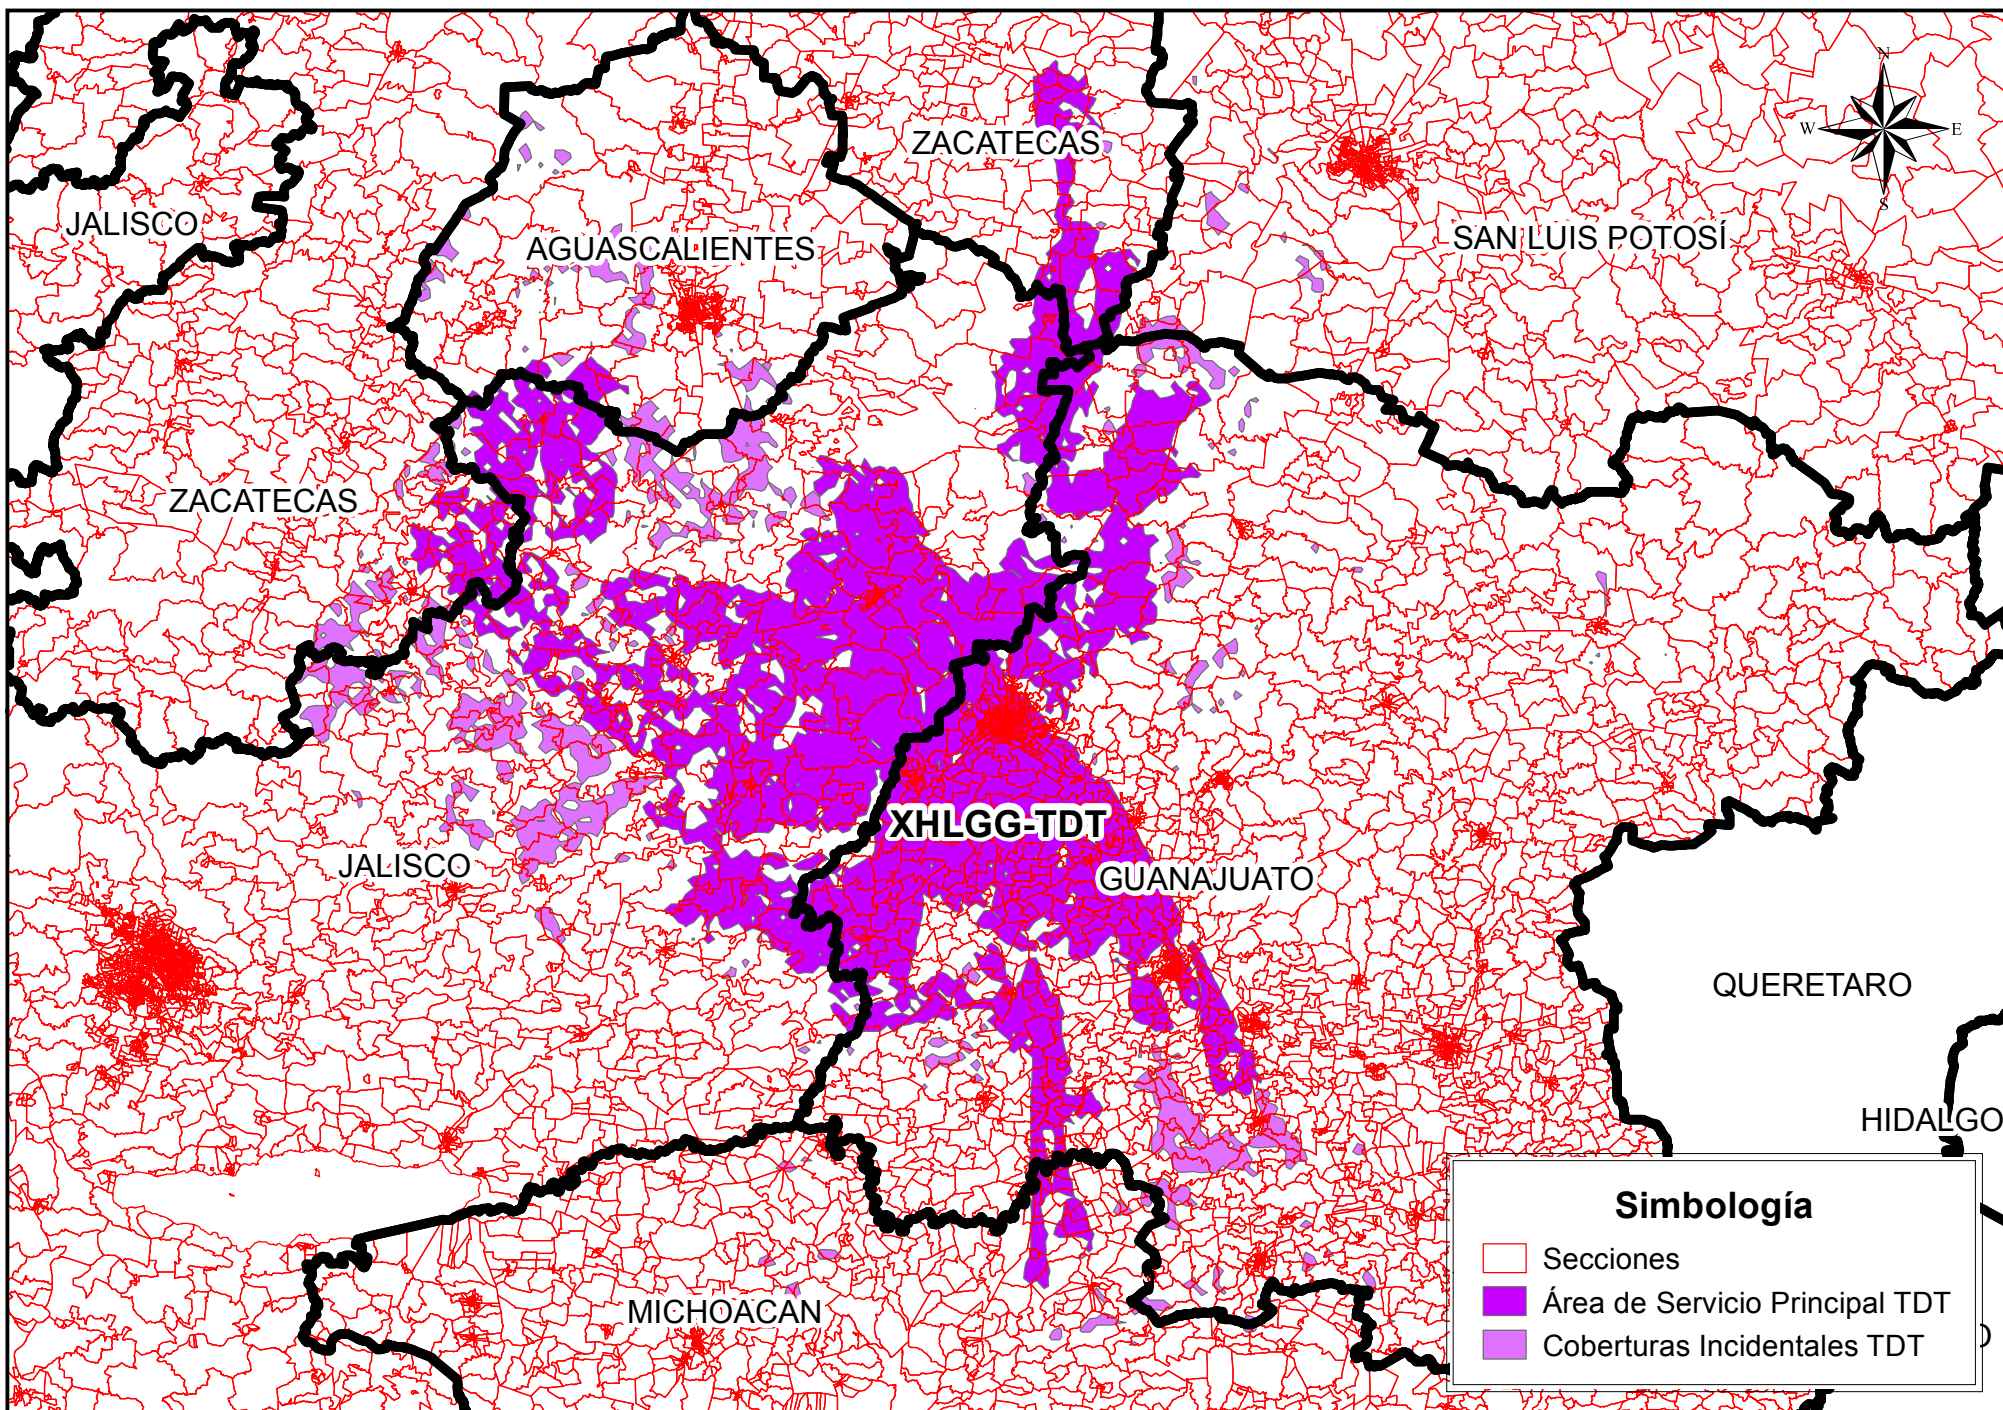 N
W
E
S
ZACATECAS
JALISCO
SAN LUIS POTOSÍ
AGUASCALIENTES
ZACATECAS
XHLGG-TDT
JALISCO
GUANAJUATO
QUERETARO
HIDALGO
MICHOACAN
Simbología
Secciones
Área de Servicio Principal TDT
Coberturas Incidentales TDT